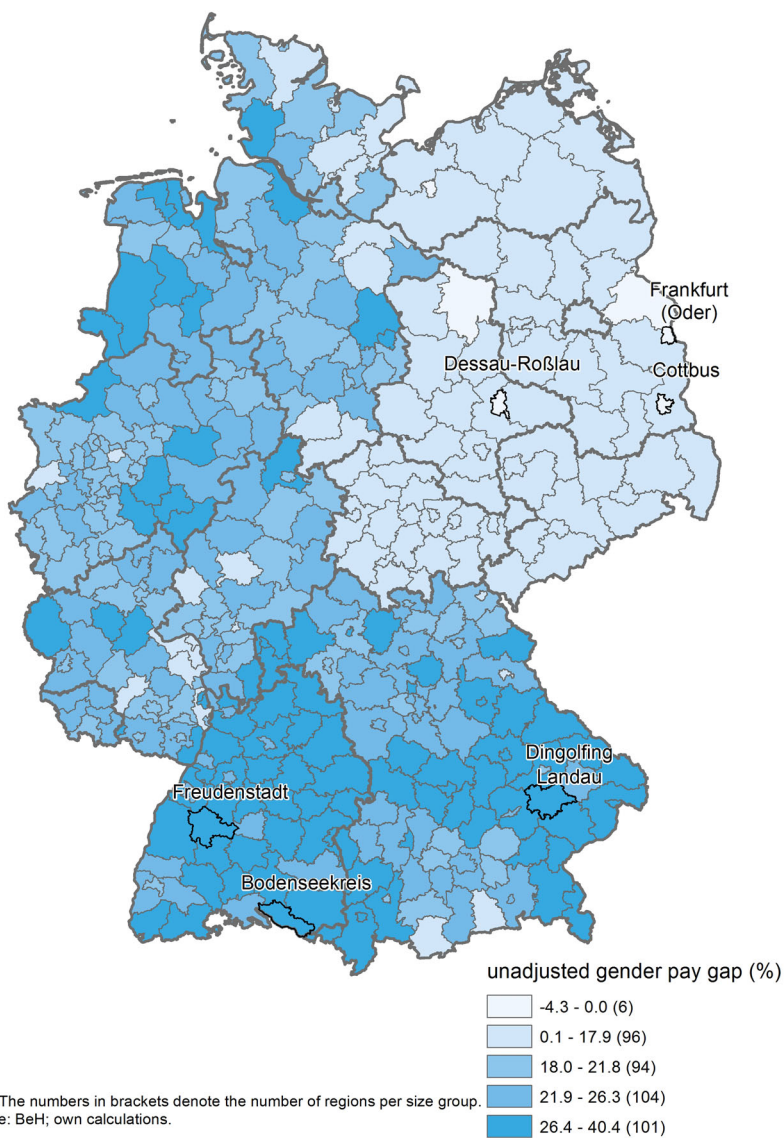 Frankfurt
(Oder)
Dessau-Roßlau
Cottbus
Dingolfing
Landau
Freudenstadt
Bodenseekreis
unadjusted gender pay gap (%)
-4.3 - 0.0 (6)
0.1 - 17.9 (96)
18.0 - 21.8 (94)
21.9 - 26.3 (104)
26.4 - 40.4 (101)
The numbers in brackets denote the number of regions per size group.
e: BeH; own calculations.